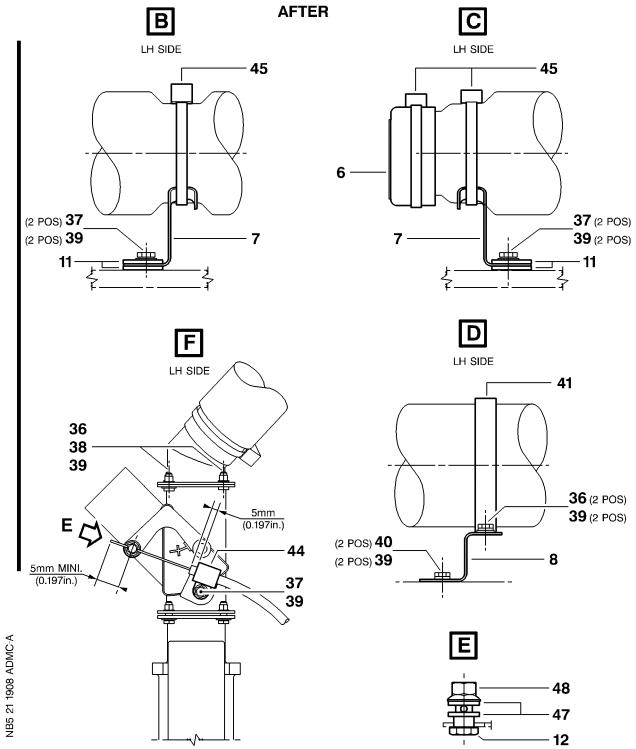 AFTER
B
LH SIDE
45
(2 POS) 37
(2 POS) 39
11
7
C
LH SIDE
45
6
7
37 (2 POS)
39 (2 POS)
11
F
LH SIDE
36
38
39
5mm
(0.197in.)
E
44
5mm MINI.
(0.197in.)
37
39
D
LH SIDE
41
36 (2 POS)
39 (2 POS)
(2 POS) 40
(2 POS) 39
8
E
48
47
12
NB5 21 1908 ADMC-A